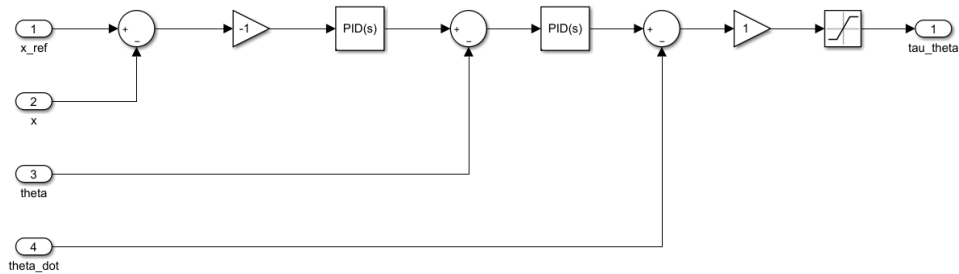 1
x_ref
+
−
-1
PID(s)
+
−
PID(s)
+
−
1
1
tau_theta
2
x
3
theta
4
theta_dot